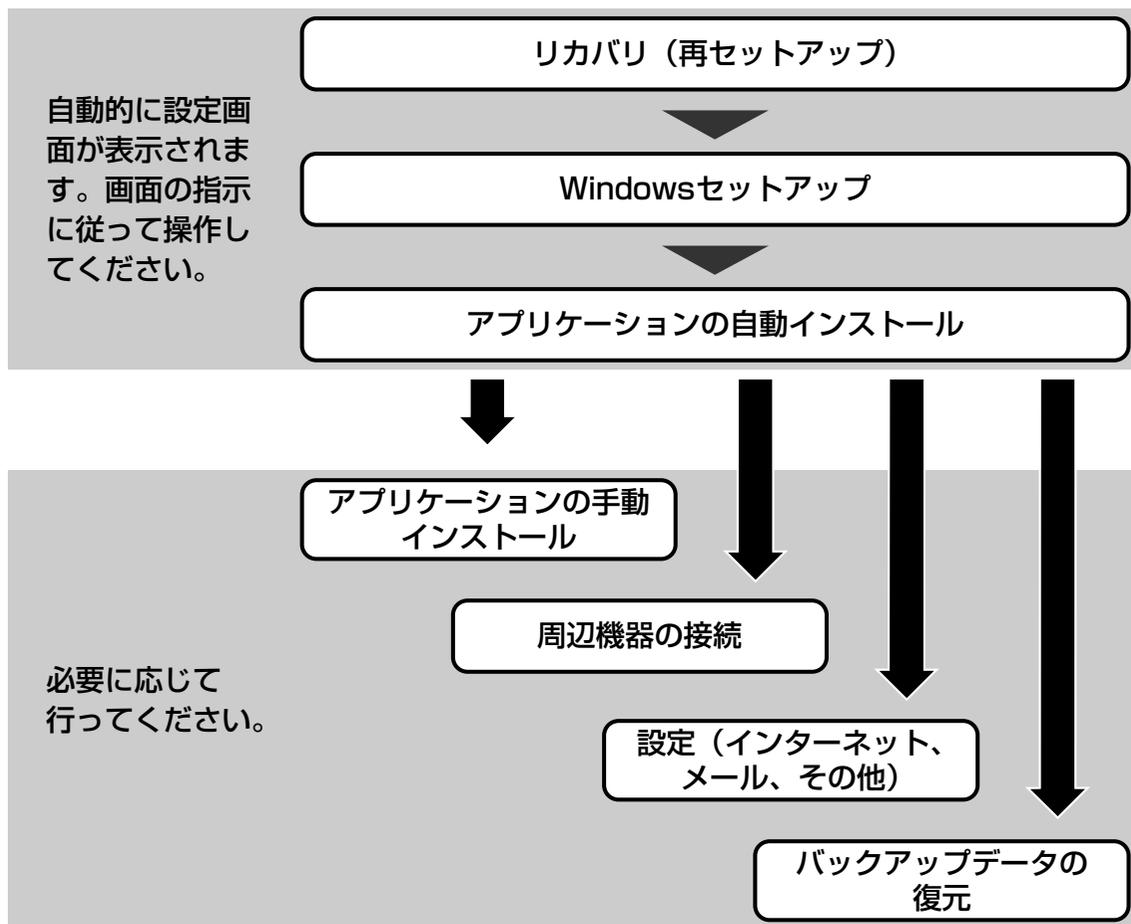 リカバリ（再セットアップ）
自動的に設定画
面が表示されま
す。画面の指示
に従って操作し
てください。
Windowsセットアップ
アプリケーションの自動インストール
アプリケーションの手動
インストール
周辺機器の接続
必要に応じて
行ってください。
設定（インターネット、
メール、その他）
バックアップデータの
復元